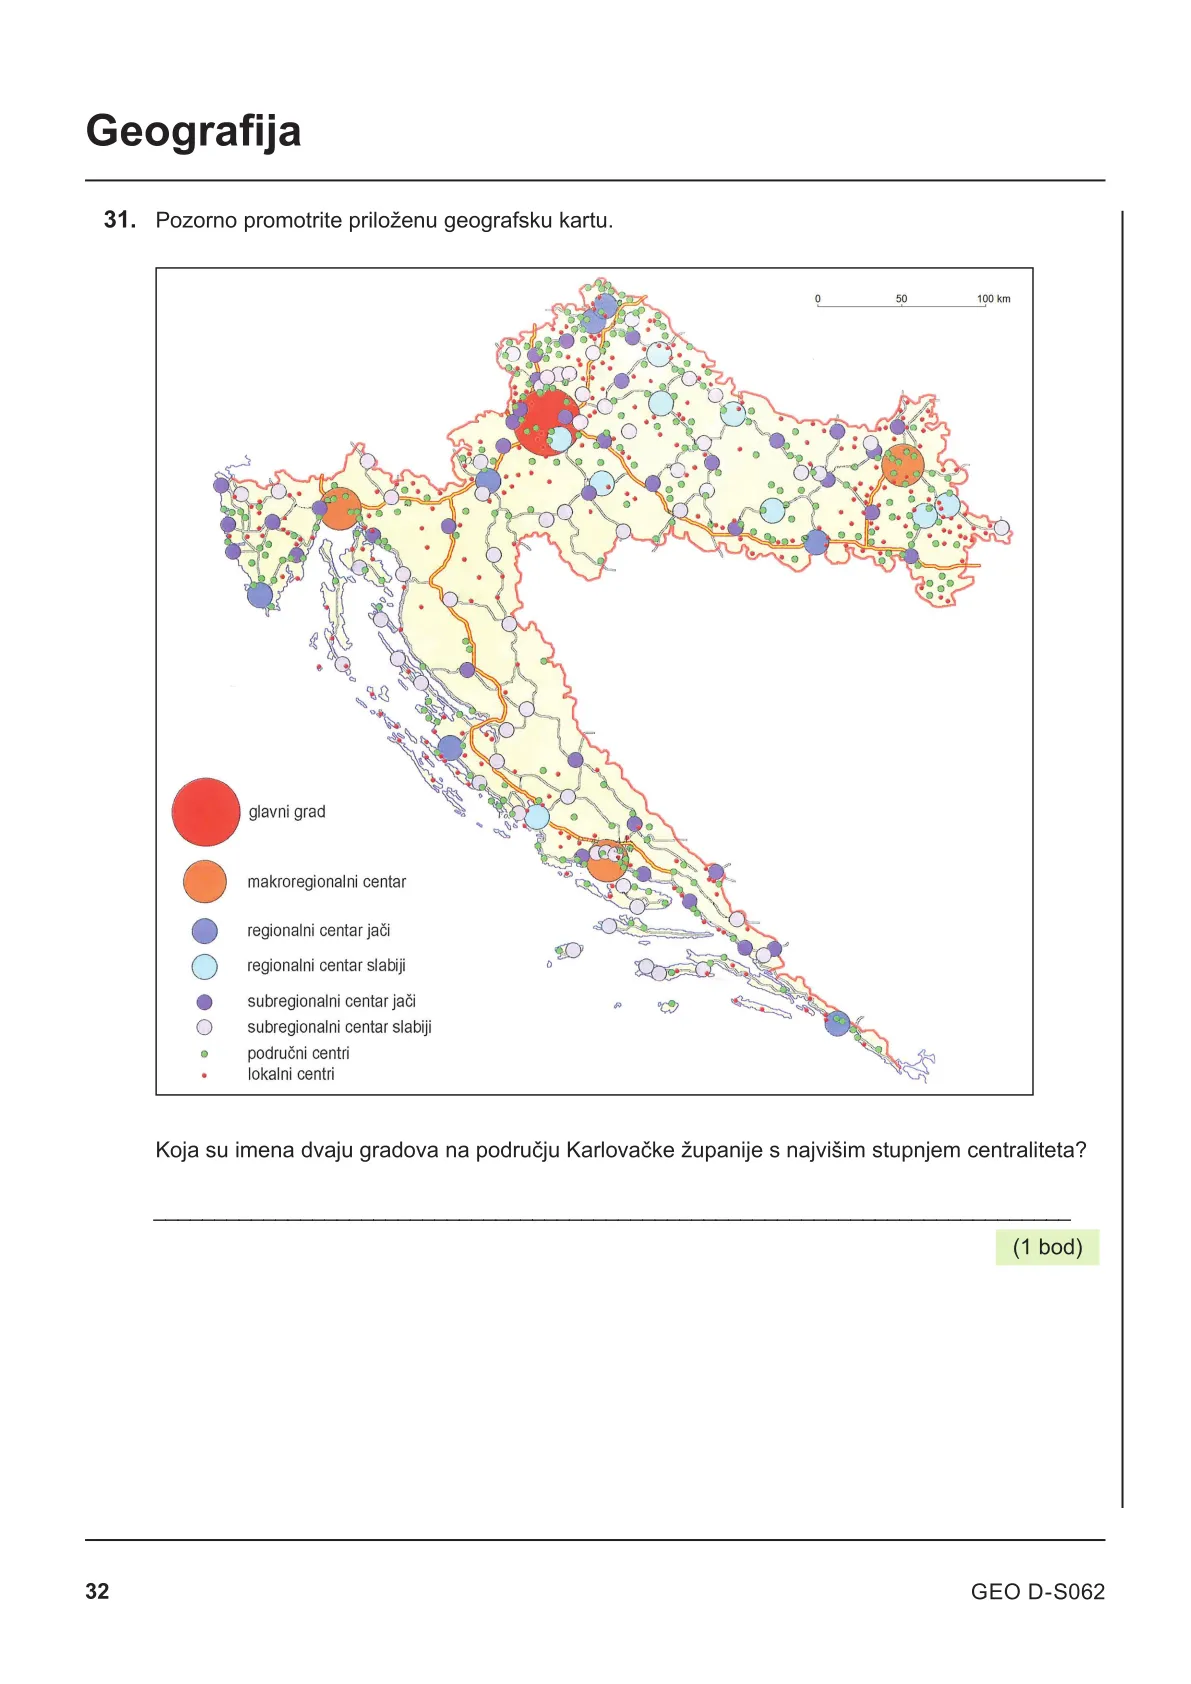 Geografija
31. Pozorno promotrite priloženu geografsku kartu.
0 50 100 km
glavni grad
makroregionalni centar
regionalni centar jači
regionalni centar slabiji
subregionalni centar jači
subregionalni centar slabiji
područni centri
lokalni centri
Koja su imena dvaju gradova na području Karlovačke županije s najvišim stupnjem centraliteta?
(1 bod)
32
GEO D-S062